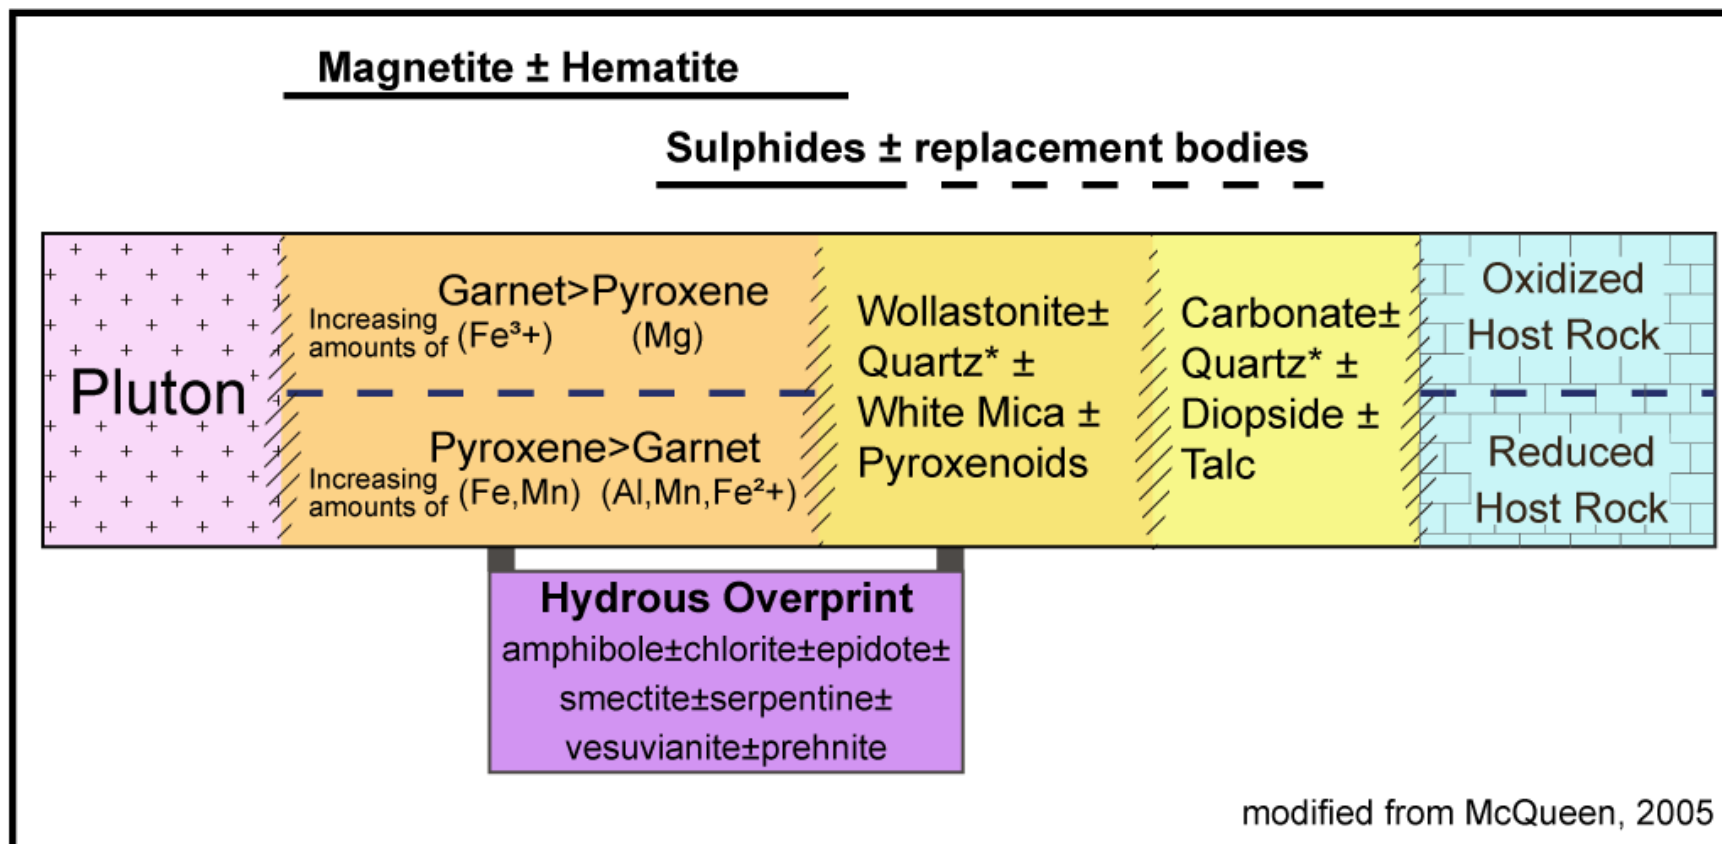 Magnetite ± Hematite
Sulphides ± replacement bodies
Pluton
Garnet>Pyroxene
Increasing
amounts of (Fe³+) (Mg)
Pyroxene>Garnet
Increasing
amounts of (Fe,Mn) (Al,Mn,Fe²+)
Wollastonite±
Quartz* ±
White Mica ±
Pyroxenoids
Carbonate±
Quartz* ±
Diopside ±
Talc
Oxidized
Host Rock
Reduced
Host Rock
Hydrous Overprint
amphibole±chlorite±epidote±
smectite±serpentine±
vesuvianite±prehnite
modified from McQueen, 2005